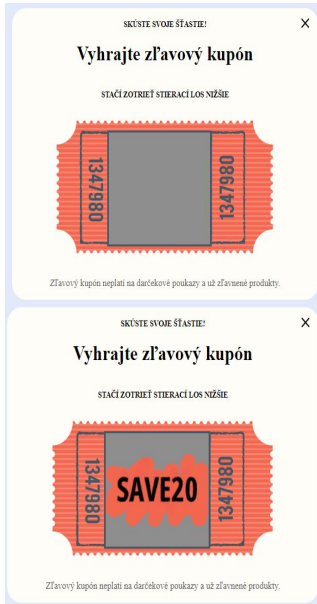 SKÚSTE SVOJE ŠŤASTIE!
X
Vyhrajte zľavový kupón
STAČÍ ZOTRIEŤ STIERACÍ LOS NIŽŠIE
1347980
1347980
Zľavový kupón neplatí na darčekové poukazy a už zľavnené produkty.
SKÚSTE SVOJE ŠŤASTIE!
X
Vyhrajte zľavový kupón
STAČÍ ZOTRIEŤ STIERACÍ LOS NIŽŠIE
1347980
SAVE20
1347980
Zľavový kupón neplatí na darčekové poukazy a už zľavnené produkty.